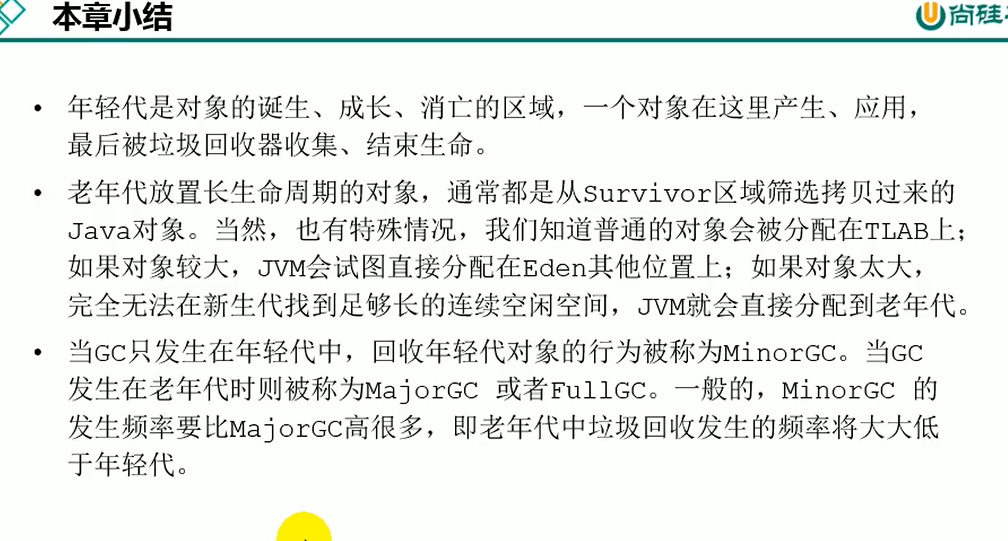 本章小结
尚硅
• 年轻代是对象的诞生、成长、消亡的区域，一个对象在这里产生、应用，
最后被垃圾回收器收集、结束生命。
• 老年代放置长生命周期的对象，通常都是从Survivor区域筛选拷贝过来的
Java对象。当然，也有特殊情况，我们知道普通的对象会被分配在TLAB上；
如果对象较大，JVM会试图直接分配在Eden其他位置上；如果对象太大，
完全无法在新生代找到足够长的连续空闲空间，JVM就会直接分配到老年代。
• 当GC只发生在年轻代中，回收年轻代对象的行为被称为MinorGC。当GC
发生在老年代时则被称为MajorGC 或者FullGC。一般的，MinorGC 的
发生频率要比MajorGC高很多，即老年代中垃圾回收发生的频率将大大低
于年轻代。